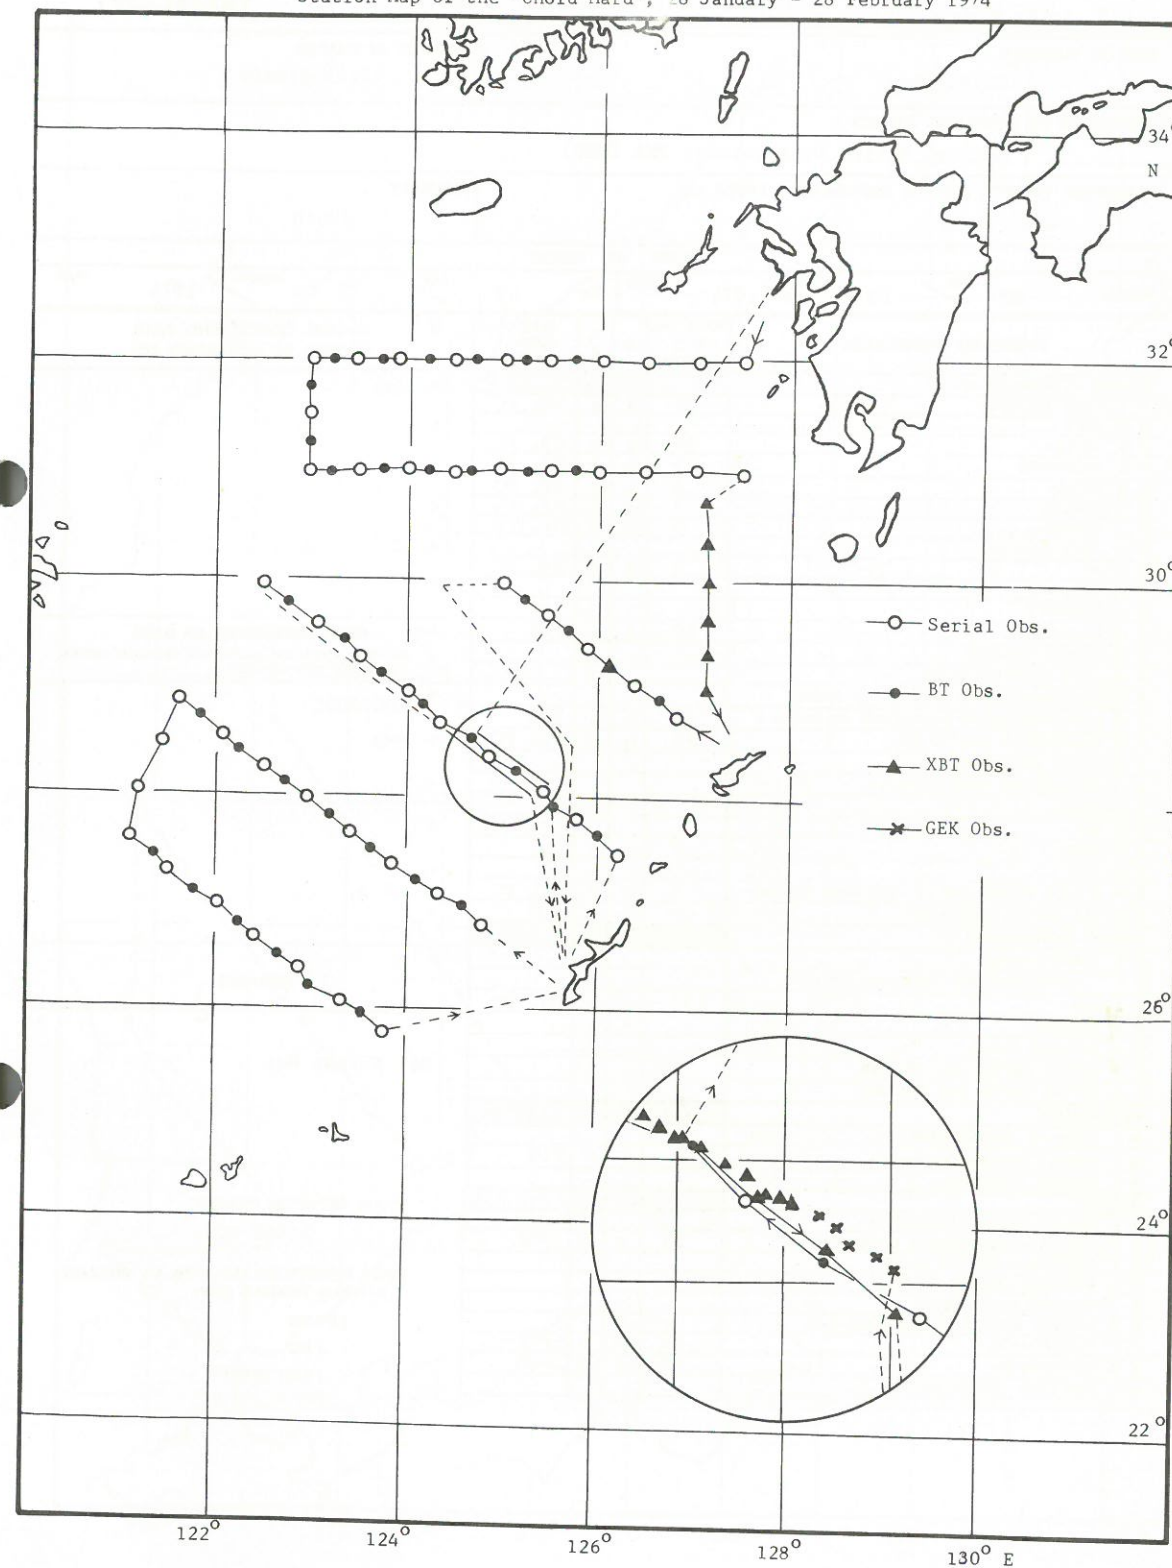 Station Map of the "Chofu Maru", 28 January - 28 February 1974
34°
N
32°
30°
Serial Obs.
BT Obs.
XBT Obs.
GEK Obs.
26°
24°
22°
122°
124°
126°
128°
130° E